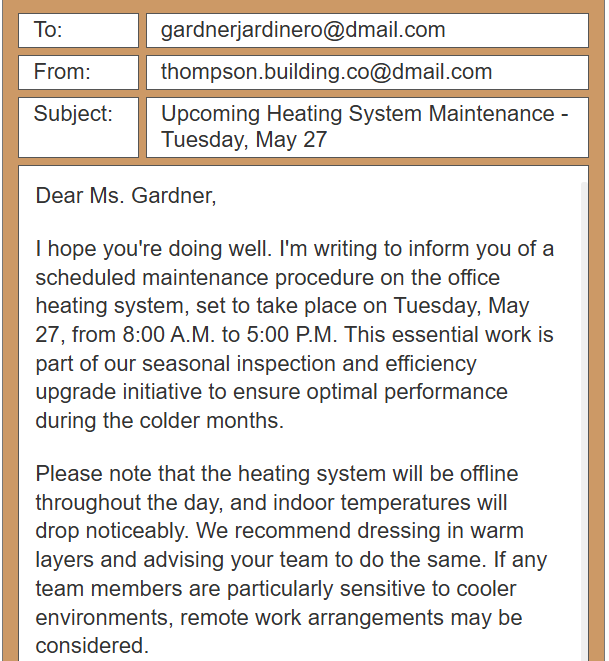 To:
gardnerjardinero@dmail.com
From:
thompson.building.co@dmail.com
Subject:
Upcoming Heating System Maintenance -
Tuesday, May 27
Dear Ms. Gardner,
I hope you're doing well. I'm writing to inform you of a
scheduled maintenance procedure on the office
heating system, set to take place on Tuesday, May
27, from 8:00 A.M. to 5:00 P.M. This essential work is
part of our seasonal inspection and efficiency
upgrade initiative to ensure optimal performance
during the colder months.
Please note that the heating system will be offline
throughout the day, and indoor temperatures will
drop noticeably. We recommend dressing in warm
layers and advising your team to do the same. If any
team members are particularly sensitive to cooler
environments, remote work arrangements may be
considered.